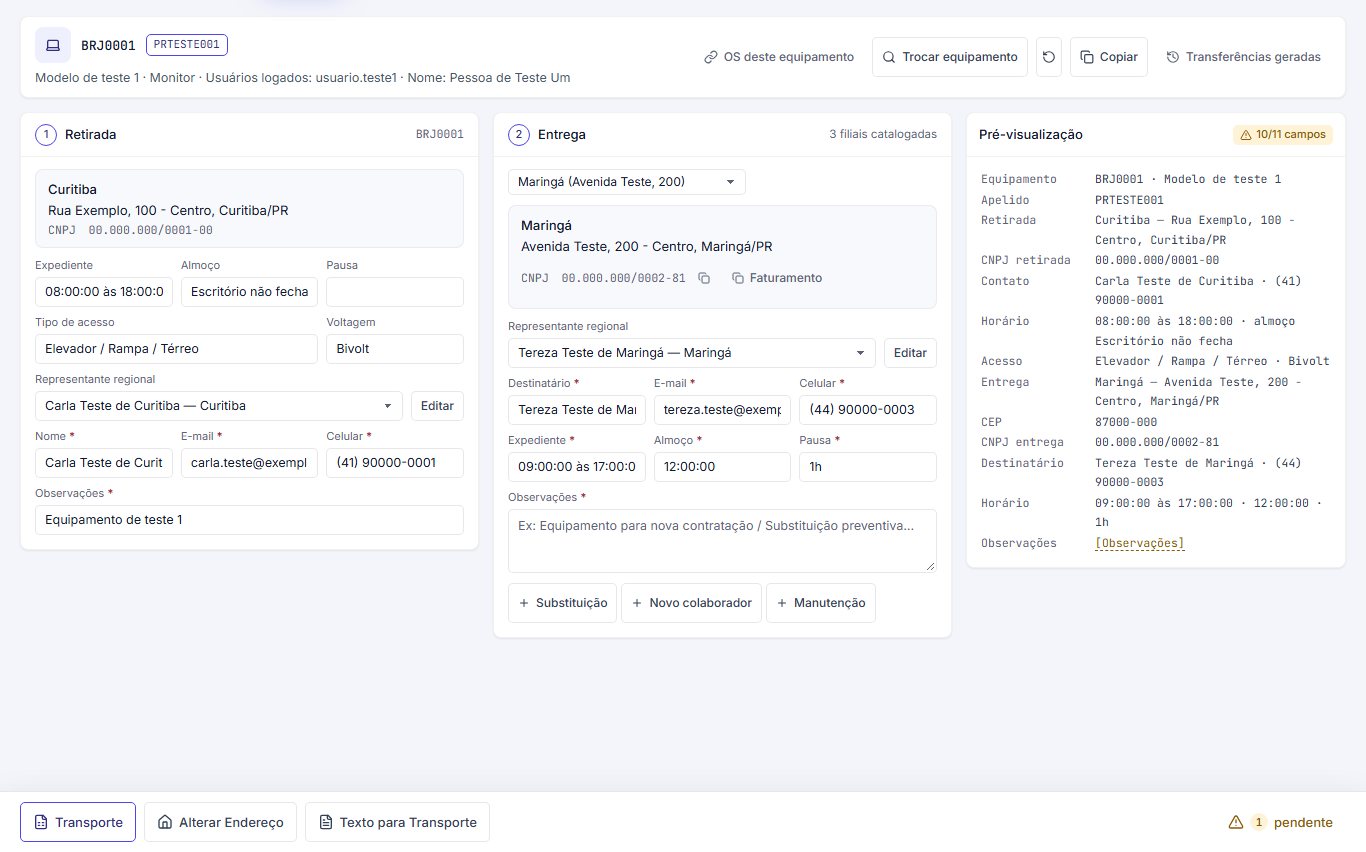 BRJ0001 PRTESTE001
Modelo de teste 1 · Monitor · Usuários logados: usuario.teste1 · Nome: Pessoa de Teste Um
OS deste equipamento Trocar equipamento Copiar Transferências geradas
1 Retirada BRJ0001
Curitiba
Rua Exemplo, 100 - Centro, Curitiba/PR
CNPJ 00.000.000/0001-00
Expediente Almoço Pausa
08:00:00 às 18:00:0 Escritório não fecha
Tipo de acesso Voltagem
Elevador / Rampa / Térreo Bivolt
Representante regional
Carla Teste de Curitiba — Curitiba Editar
Nome * E-mail * Celular *
Carla Teste de Curit carla.teste@exempl (41) 90000-0001
Observações *
Equipamento de teste 1
2 Entrega 3 filiais catalogadas
Maringá (Avenida Teste, 200)
Maringá
Avenida Teste, 200 - Centro, Maringá/PR
CNPJ 00.000.000/0002-81 Faturamento
Representante regional
Tereza Teste de Maringá — Maringá Editar
Destinatário * E-mail * Celular *
Tereza Teste de Mar tereza.teste@exemp (44) 90000-0003
Expediente * Almoço * Pausa *
09:00:00 às 17:00:0 12:00:00 1h
Observações *
Ex: Equipamento para nova contratação / Substituição preventiva...
+ Substituição + Novo colaborador + Manutenção
Pré-visualização 10/11 campos
Equipamento BRJ0001 · Modelo de teste 1
Apelido PRTESTE001
Retirada Curitiba — Rua Exemplo, 100 -
Centro, Curitiba/PR
CNPJ retirada 00.000.000/0001-00
Contato Carla Teste de Curitiba · (41)
90000-0001
Horário 08:00:00 às 18:00:00 · almoço
Escritório não fecha
Acesso Elevador / Rampa / Térreo · Bivolt
Entrega Maringá — Avenida Teste, 200 -
Centro, Maringá/PR
CEP 87000-000
CNPJ entrega 00.000.000/0002-81
Destinatário Tereza Teste de Maringá · (44)
90000-0003
Horário 09:00:00 às 17:00:00 · 12:00:00 ·
1h
Observações [Observações]
Transporte Alterar Endereço Texto para Transporte 1 pendente